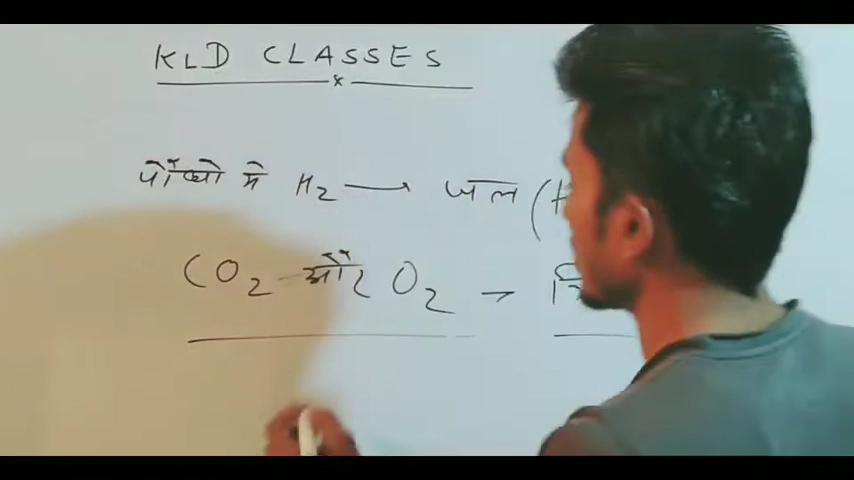 KLD CLASSES
पौधो मे H₂ → जल (H
CO₂ और O₂ →